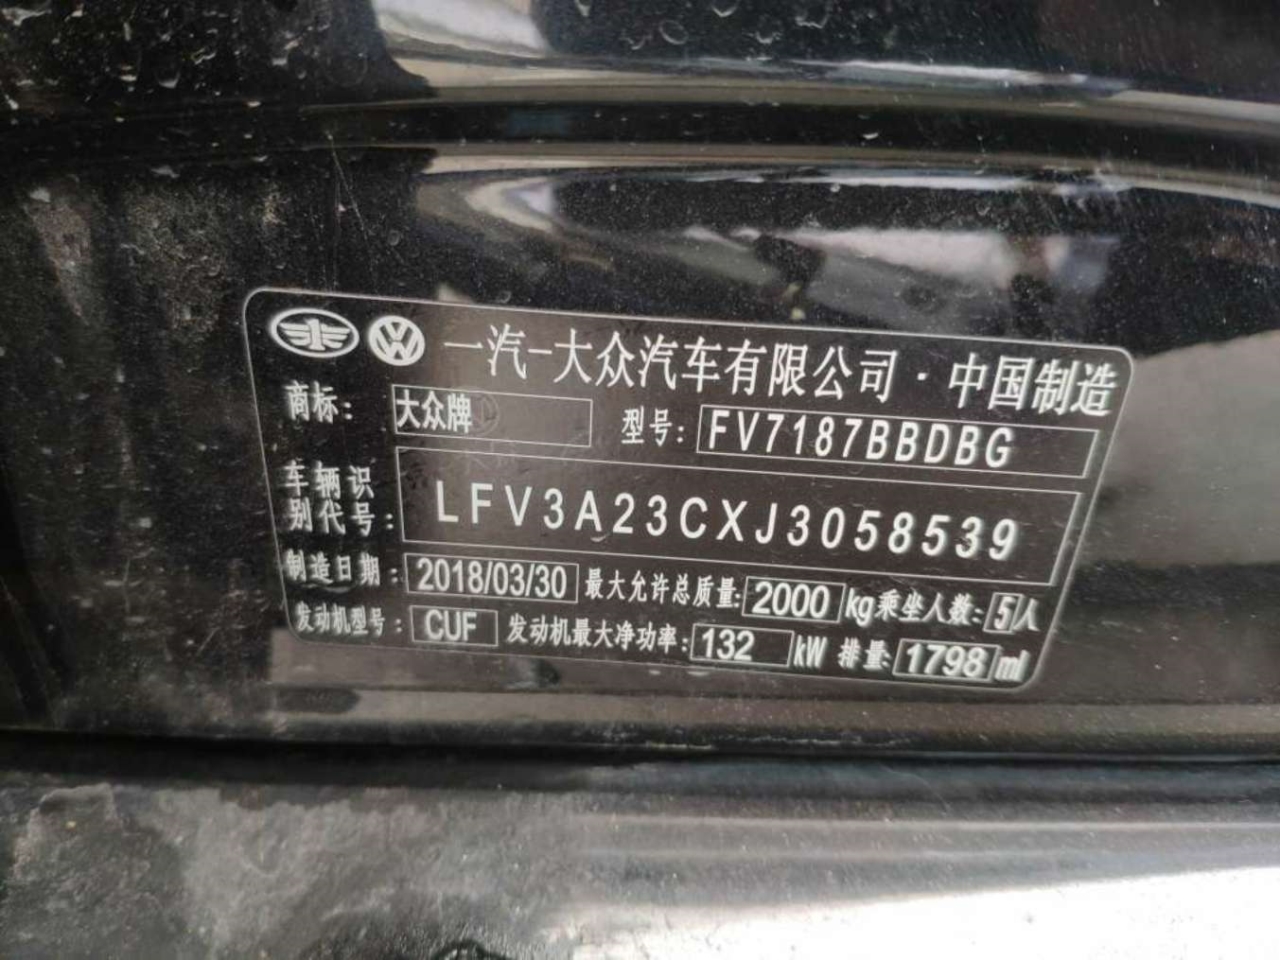 一汽-大众汽车有限公司·中国制造
商标: 大众牌 型号: FV7187BBDBG
车辆识别代号: LFV3A23CXJ3058539
制造日期: 2018/03/30 最大允许总质量: 2000 kg 乘坐人数: 5人
发动机型号: CUF 发动机最大净功率: 132 kW 排量: 1798 ml